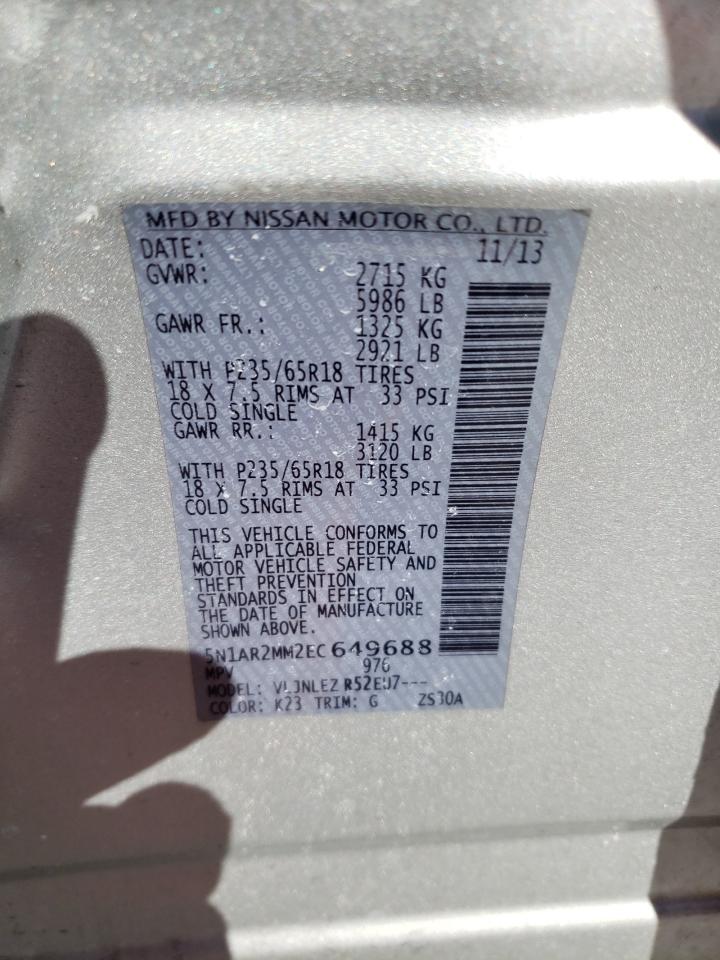 MFD BY NISSAN MOTOR CO., LTD.
DATE: 11/13
GVWR: 2715 KG
5986 LB
GAWR FR.: 1325 KG
2921 LB
WITH P235/65R18 TIRES
18 X 7.5 RIMS AT 33 PSI
COLD SINGLE
GAWR RR.: 1415 KG
3120 LB
WITH P235/65R18 TIRES
18 X 7.5 RIMS AT 33 PSI
COLD SINGLE
THIS VEHICLE CONFORMS TO
ALL APPLICABLE FEDERAL
MOTOR VEHICLE SAFETY AND
THEFT PREVENTION
STANDARDS IN EFFECT ON
THE DATE OF MANUFACTURE
SHOWN ABOVE.
5N1AR2MM2EC649688
MPV 976
MODEL:
COLOR: K23 TRIM: G ZS30A